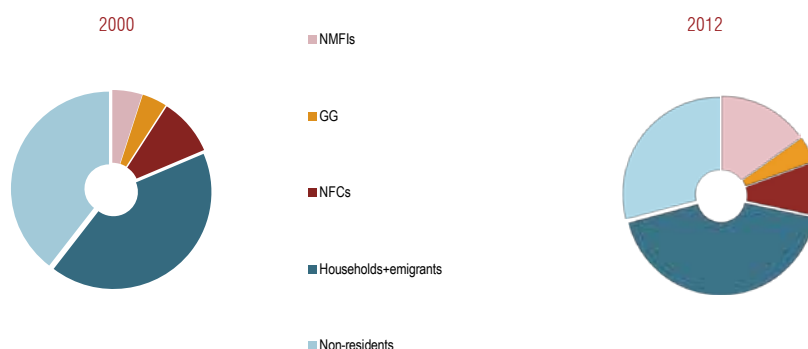 2000
2012
NMFIs
GG
NFCs
Households+emigrants
Non-residents